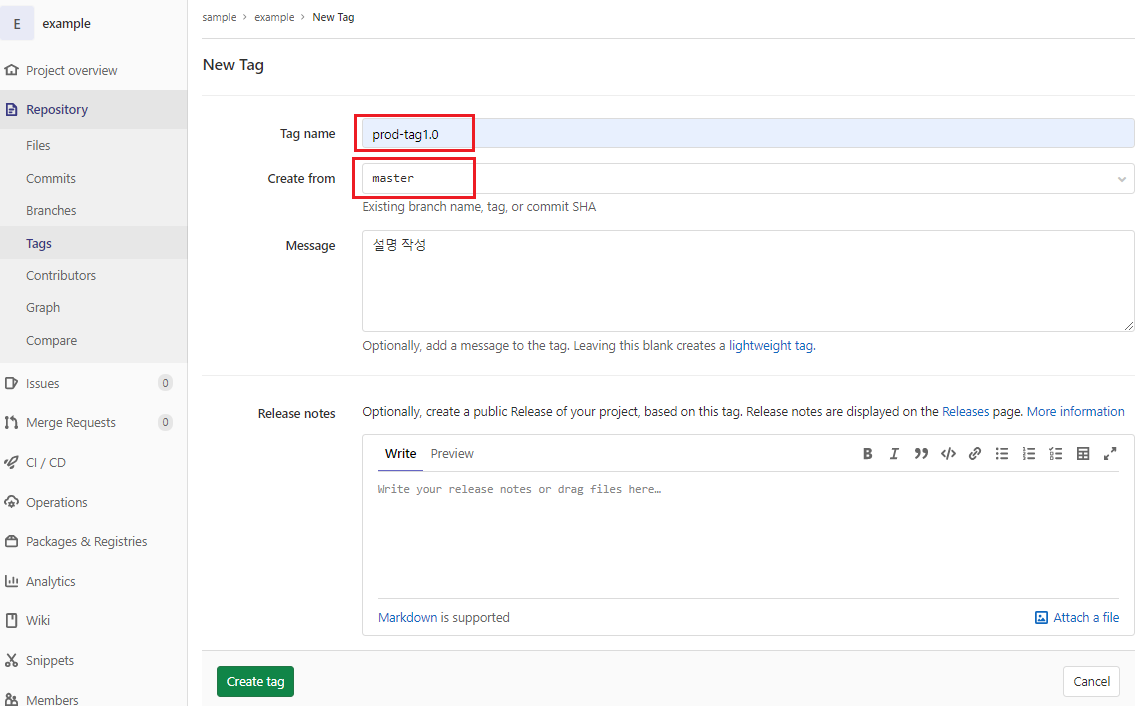 E example
Project overview
Repository
Files
Commits
Branches
Tags
Contributors
Graph
Compare
Issues 0
Merge Requests 0
CI / CD
Operations
Packages & Registries
Analytics
Wiki
Snippets
Members
sample > example > New Tag
New Tag
Tag name prod-tag1.0
Create from master
Existing branch name, tag, or commit SHA
Message 설명 작성
Optionally, add a message to the tag. Leaving this blank creates a lightweight tag.
Release notes Optionally, create a public Release of your project, based on this tag. Release notes are displayed on the Releases page. More information
Write Preview
Write your release notes or drag files here…
Markdown is supported Attach a file
Create tag Cancel